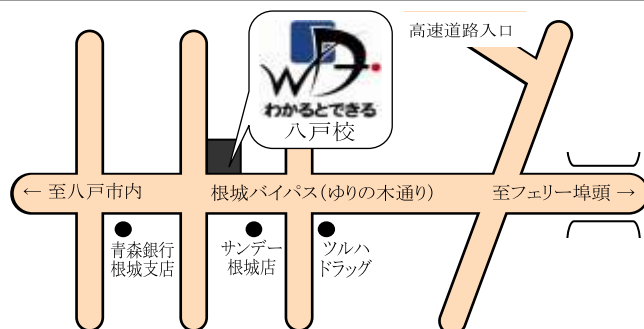 高速道路入口
わかるとできる
八戸校
← 至八戸市内
根城バイパス(ゆりの木通り)
至フェリー埠頭 →
青森銀行
根城支店
サンデー
根城店
ツルハ
ドラッグ